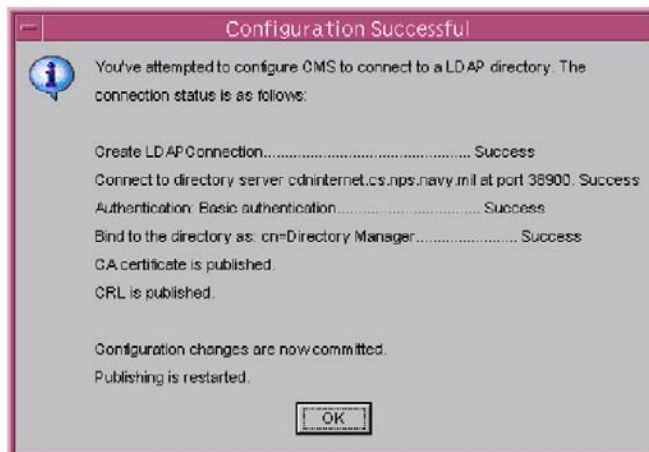 Configuration Successful
You've attempted to configure CMS to connect to a LDAP directory. The
connection status is as follows:
Create LDAPConnection.................................................. Success
Connect to directory server cdninternet.cs.nps.navy.mil at port 38900. Success
Authentication: Basic authentication................................... Success
Bind to the directory as: cn=Directory Manager......................... Success
CA certificate is published.
CRL is published.
Configuration changes are now committed.
Publishing is restarted.
OK